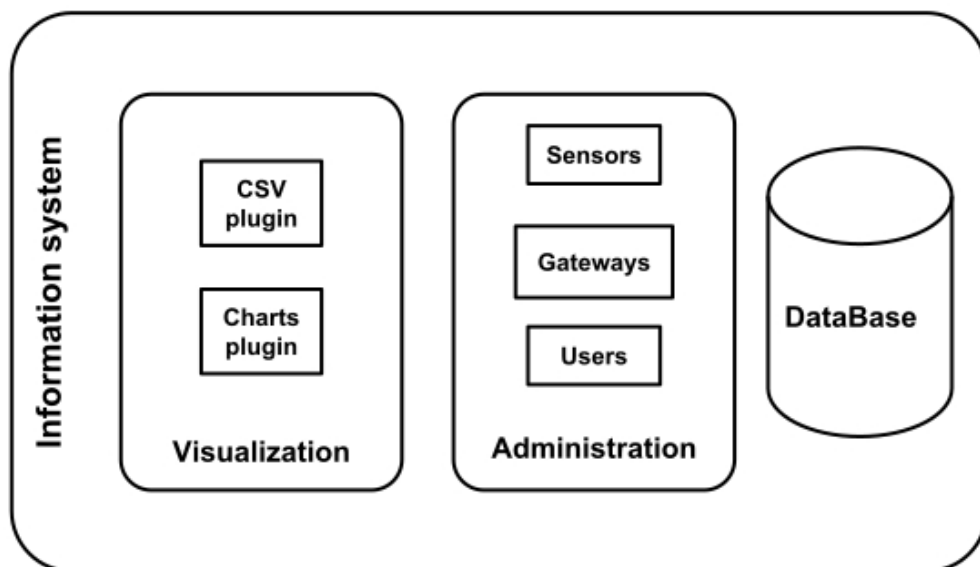 Information system
CSV
plugin
Charts
plugin
Visualization
Sensors
Gateways
Users
Administration
DataBase